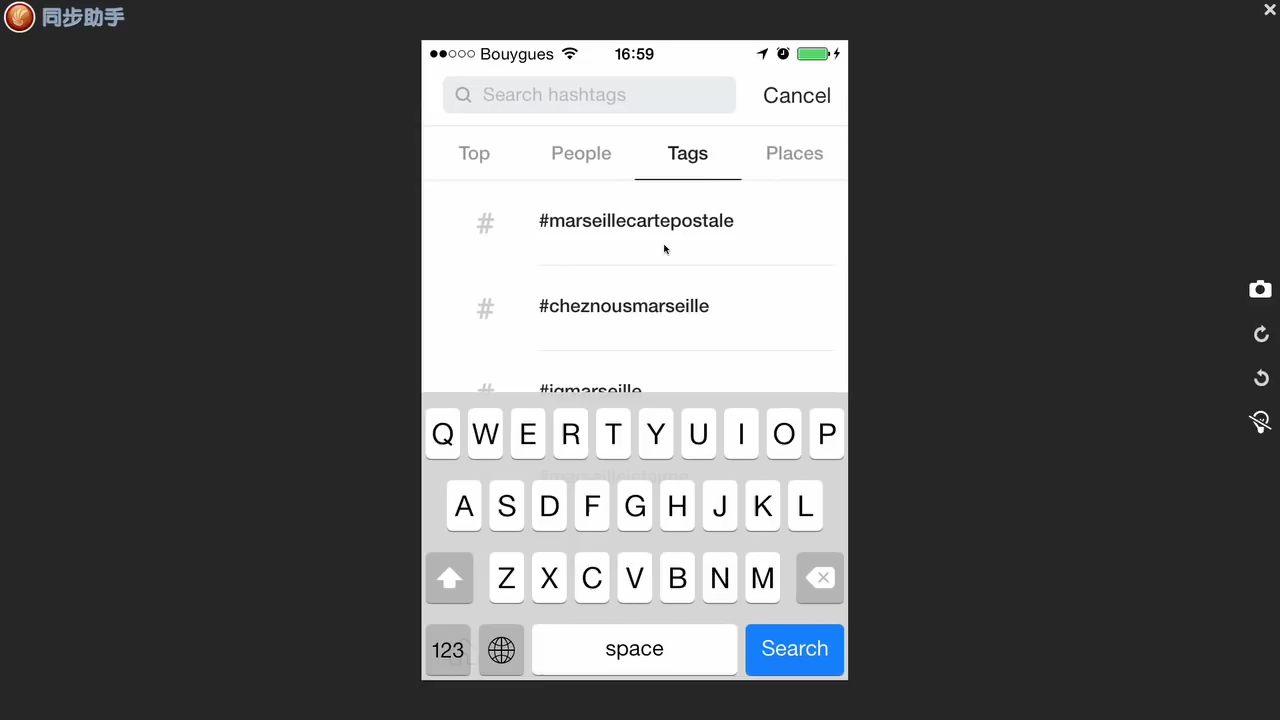 同步助手
Bouygues 16:59
Search hashtags Cancel
Top People Tags Places
# #marseillecartepostale
# #cheznousmarseille
# #igmarseille
Q W E R T Y U I O P
A S D F G H J K L
Z X C V B N M
123 space Search